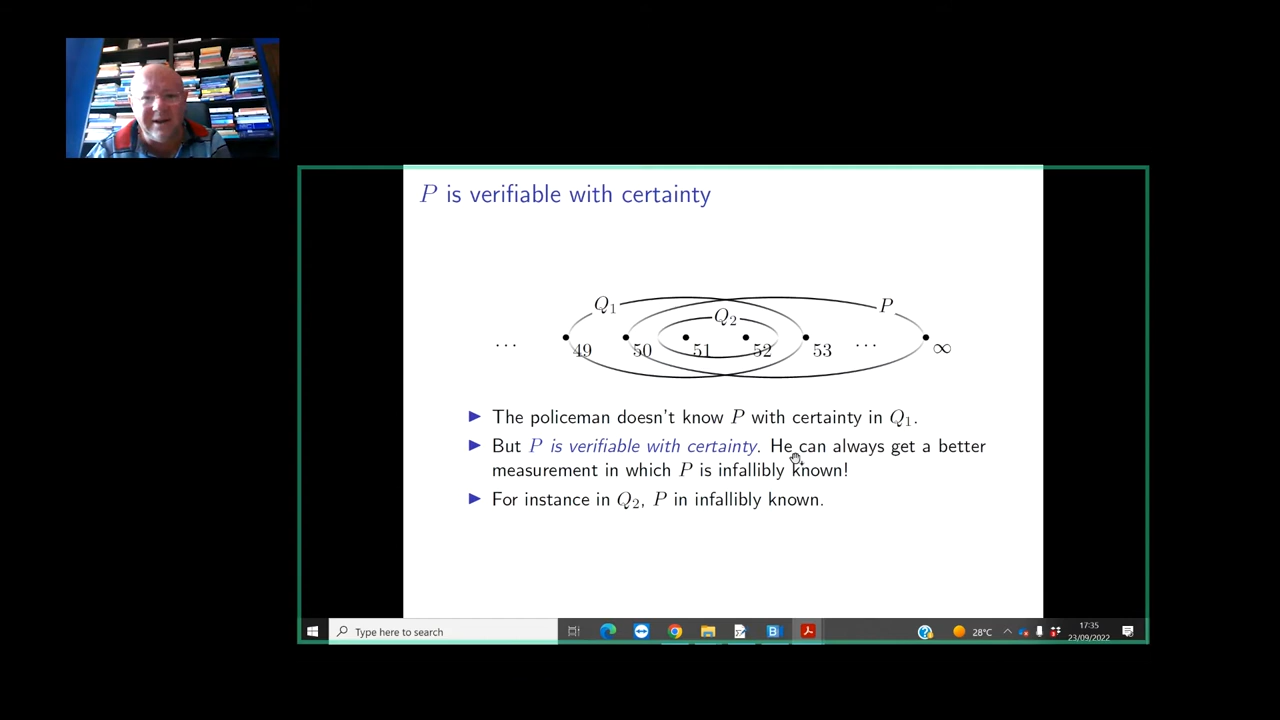 P is verifiable with certainty
Q₁ P
Q₂
… 49 50 51 52 53 … ∞
▶ The policeman doesn't know P with certainty in Q₁.
▶ But P is verifiable with certainty. He can always get a better
measurement in which P is infallibly known!
▶ For instance in Q₂, P in infallibly known.
Type here to search
28°C
17:35
23/09/2022